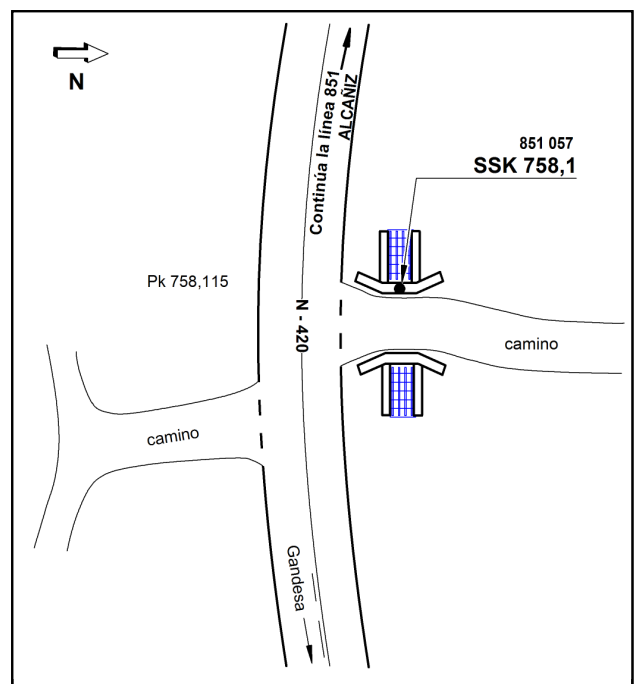 N
Continúa la línea 851
ALCAÑIZ
851 057
SSK 758,1
Pk 758,115
N - 420
camino
camino
Gandesa